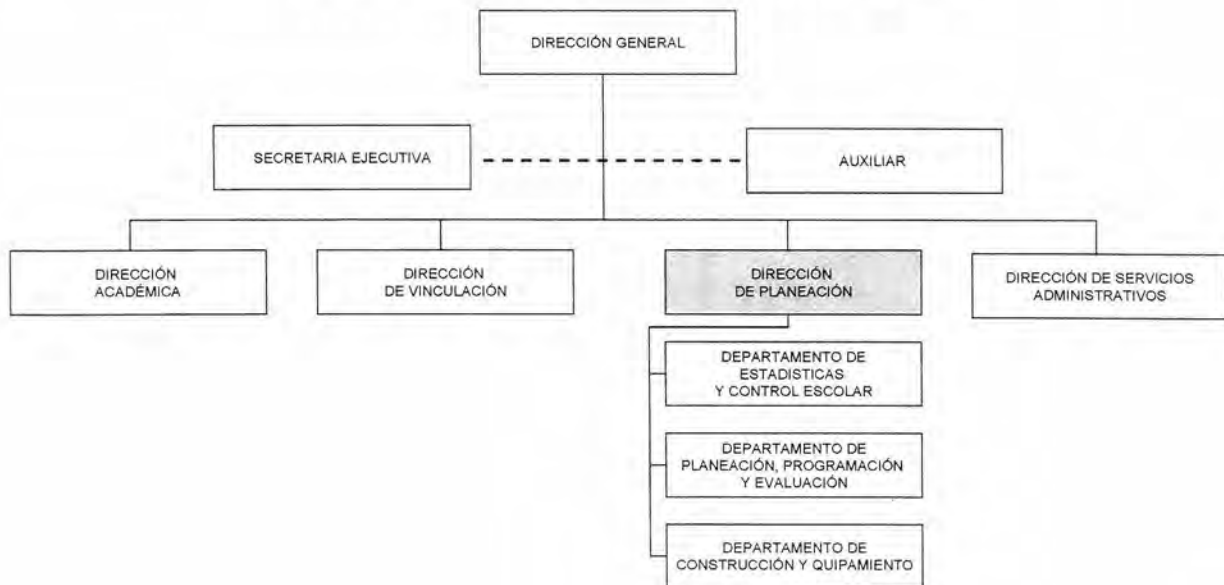 DIRECCIÓN GENERAL
SECRETARIA EJECUTIVA
AUXILIAR
DIRECCIÓN
ACADÉMICA
DIRECCIÓN
DE VINCULACIÓN
DIRECCIÓN
DE PLANEACIÓN
DIRECCIÓN DE SERVICIOS
ADMINISTRATIVOS
DEPARTAMENTO DE
ESTADISTICAS
Y CONTROL ESCOLAR
DEPARTAMENTO DE
PLANEACIÓN, PROGRAMACIÓN
Y EVALUACIÓN
DEPARTAMENTO DE
CONSTRUCCIÓN Y QUIPAMIENTO